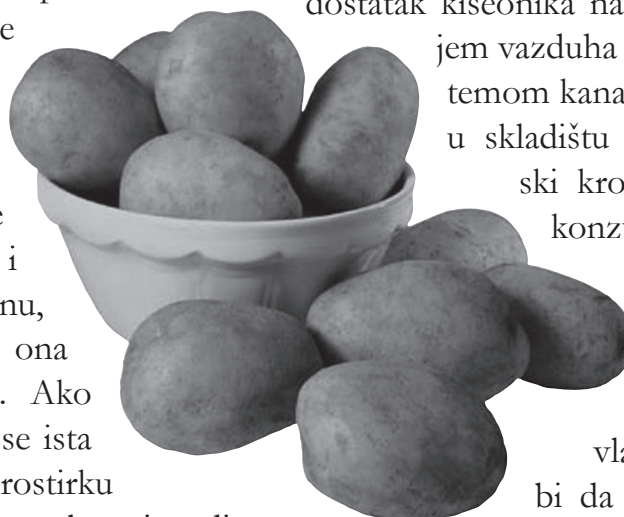 e
e
i
nu,
ona
. Ako
se ista
rostirku
dostatak kiseonika na
jem vazduha
temom kana
u skladištu
ski kro
konzu
vla
bi da